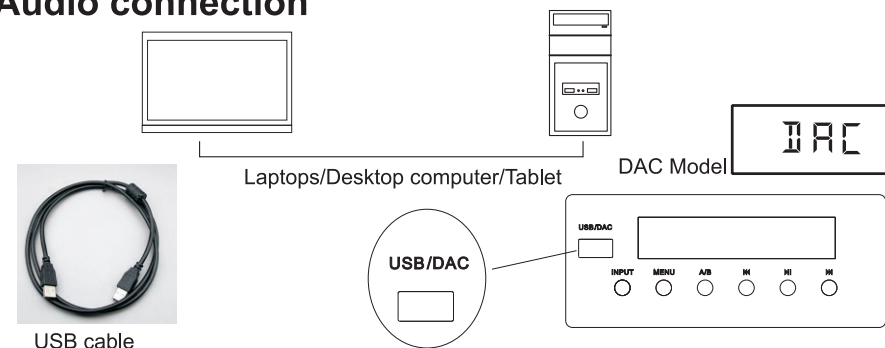 Audio connection
DAC
DAC Model
Laptops/Desktop computer/Tablet
USB/DAC
USB/DAC
INPUT MENU A/B ⏮ ⏯ ⏭
USB cable